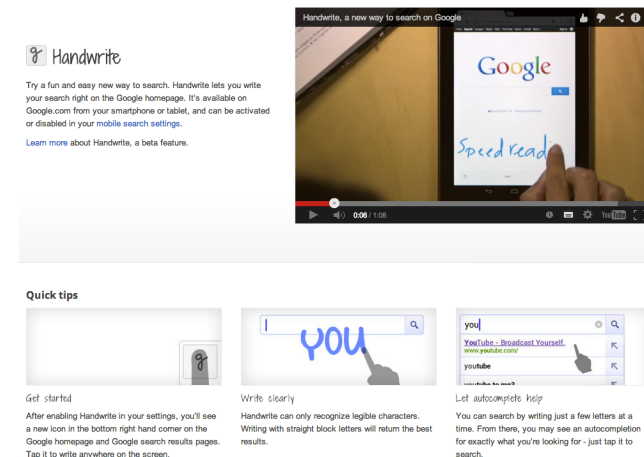 Handwrite, a new way to search on Google
Handwrite
Try a fun and easy new way to search. Handwrite lets you write
your search right on the Google homepage. It's available on
Google.com from your smartphone or tablet, and can be activated
or disabled in your mobile search settings.
Learn more about Handwrite, a beta feature.
Google
Speed read
0:06 / 1:08
YouTube
Quick tips
g
YOU
you
YouTube - Broadcast Yourself.
www.youtube.com/
youtube
youtube to mp3
Get started
After enabling Handwrite in your settings, you'll see
a new icon in the bottom right hand corner on the
Google homepage and Google search results pages.
Tap it to write anywhere on the screen.
Write clearly
Handwrite can only recognize legible characters.
Writing with straight block letters will return the best
results.
Let autocomplete help
You can search by writing just a few letters at a
time. From there, you may see an autocompletion
for exactly what you're looking for - just tap it to
search.